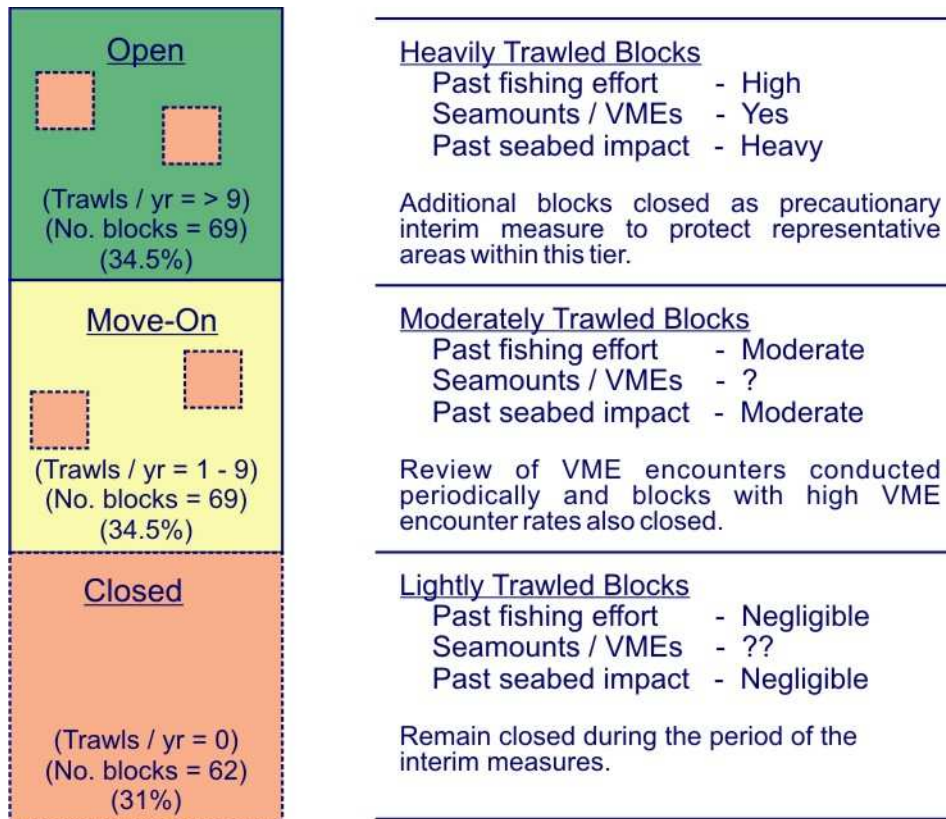 Open
(Trawls / yr = > 9)
(No. blocks = 69)
(34.5%)
Heavily Trawled Blocks
Past fishing effort - High
Seamounts / VMEs - Yes
Past seabed impact - Heavy
Additional blocks closed as precautionary
interim measure to protect representative
areas within this tier.
Move-On
(Trawls / yr = 1 - 9)
(No. blocks = 69)
(34.5%)
Moderately Trawled Blocks
Past fishing effort - Moderate
Seamounts / VMEs - ?
Past seabed impact - Moderate
Review of VME encounters conducted
periodically and blocks with high VME
encounter rates also closed.
Closed
(Trawls / yr = 0)
(No. blocks = 62)
(31%)
Lightly Trawled Blocks
Past fishing effort - Negligible
Seamounts / VMEs - ??
Past seabed impact - Negligible
Remain closed during the period of the
interim measures.